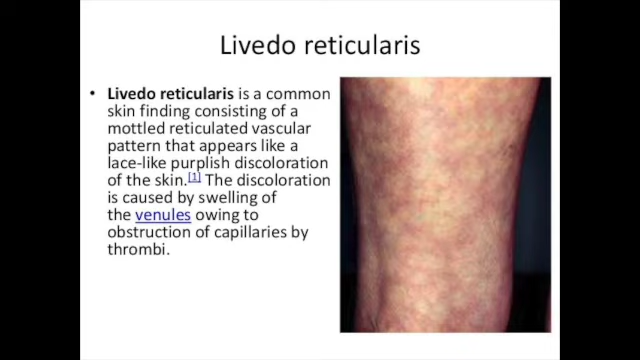 Livedo reticularis
• Livedo reticularis is a common
skin finding consisting of a
mottled reticulated vascular
pattern that appears like a
lace-like purplish discoloration
of the skin.[1] The discoloration
is caused by swelling of
the venules owing to
obstruction of capillaries by
thrombi.